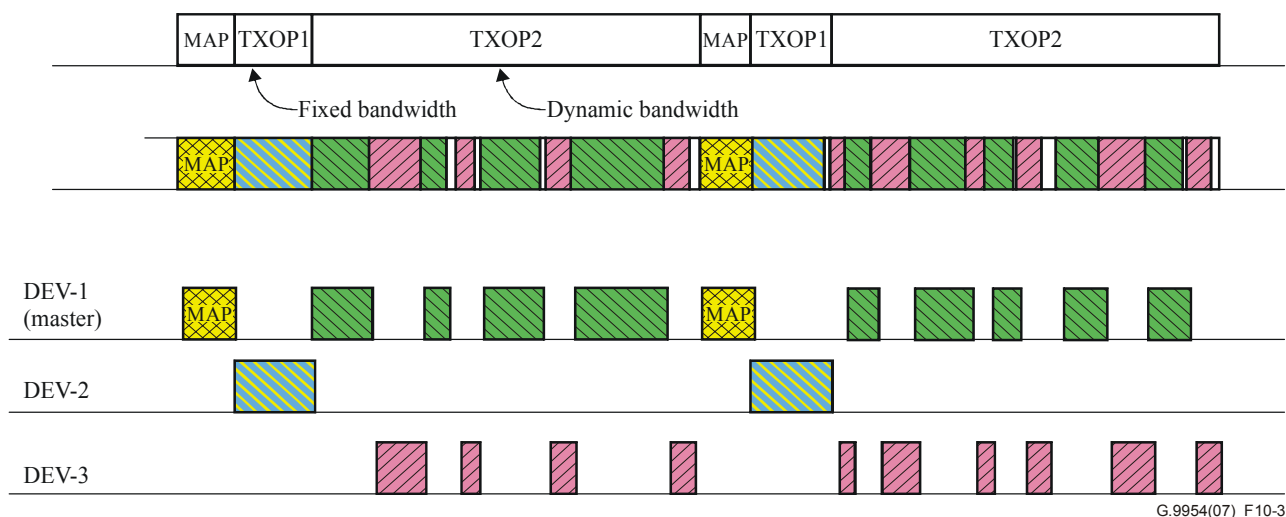 MAP TXOP1 TXOP2 MAP TXOP1 TXOP2
Fixed bandwidth Dynamic bandwidth
MAP MAP
DEV-1
(master)
MAP MAP
DEV-2
DEV-3
G.9954(07)_F10-3